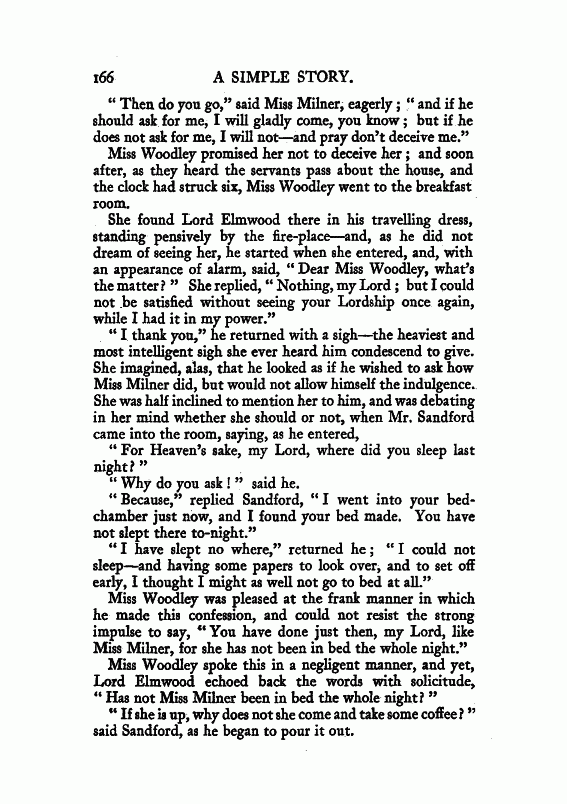 166 A SIMPLE STORY.
“ Then do you go,” said Miss Milner, eagerly ; “ and if he
should ask for me, I will gladly come, you know ; but if he
does not ask for me, I will not—and pray don’t deceive me.”
Miss Woodley promised her not to deceive her ; and soon
after, as they heard the servants pass about the house, and
the clock had struck six, Miss Woodley went to the breakfast
room.
She found Lord Elmwood there in his travelling dress,
standing pensively by the fire-place—and, as he did not
dream of seeing her, he started when she entered, and, with
an appearance of alarm, said, “ Dear Miss Woodley, what’s
the matter? ” She replied, “ Nothing, my Lord ; but I could
not be satisfied without seeing your Lordship once again,
while I had it in my power.”
“ I thank you,” he returned with a sigh—the heaviest and
most intelligent sigh she ever heard him condescend to give.
She imagined, alas, that he looked as if he wished to ask how
Miss Milner did, but would not allow himself the indulgence.
She was half inclined to mention her to him, and was debating
in her mind whether she should or not, when Mr. Sandford
came into the room, saying, as he entered,
“ For Heaven’s sake, my Lord, where did you sleep last
night? ”
“ Why do you ask ! ” said he.
“ Because,” replied Sandford, “ I went into your bed-
chamber just now, and I found your bed made. You have
not slept there to-night.”
“ I have slept no where,” returned he ; “ I could not
sleep—and having some papers to look over, and to set off
early, I thought I might as well not go to bed at all.”
Miss Woodley was pleased at the frank manner in which
he made this confession, and could not resist the strong
impulse to say, “ You have done just then, my Lord, like
Miss Milner, for she has not been in bed the whole night.”
Miss Woodley spoke this in a negligent manner, and yet,
Lord Elmwood echoed back the words with solicitude,
“ Has not Miss Milner been in bed the whole night? ”
“ If she is up, why does not she come and take some coffee? ”
said Sandford, as he began to pour it out.